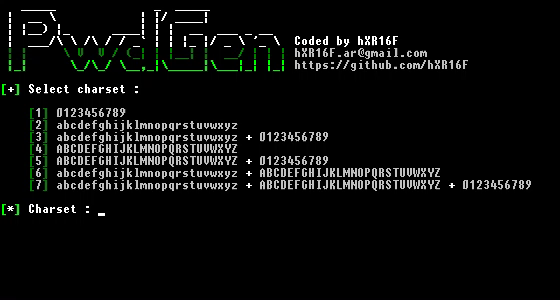 PwdGen
Coded by hXR16F
hXR16F.ar@gmail.com
https://github.com/hXR16F
[+] Select charset :
[1] 0123456789
[2] abcdefghijklmnopqrstuvwxyz
[3] abcdefghijklmnopqrstuvwxyz + 0123456789
[4] ABCDEFGHIJKLMNOPQRSTUVWXYZ
[5] ABCDEFGHIJKLMNOPQRSTUVWXYZ + 0123456789
[6] abcdefghijklmnopqrstuvwxyz + ABCDEFGHIJKLMNOPQRSTUVWXYZ
[7] abcdefghijklmnopqrstuvwxyz + ABCDEFGHIJKLMNOPQRSTUVWXYZ + 0123456789
[*] Charset : _